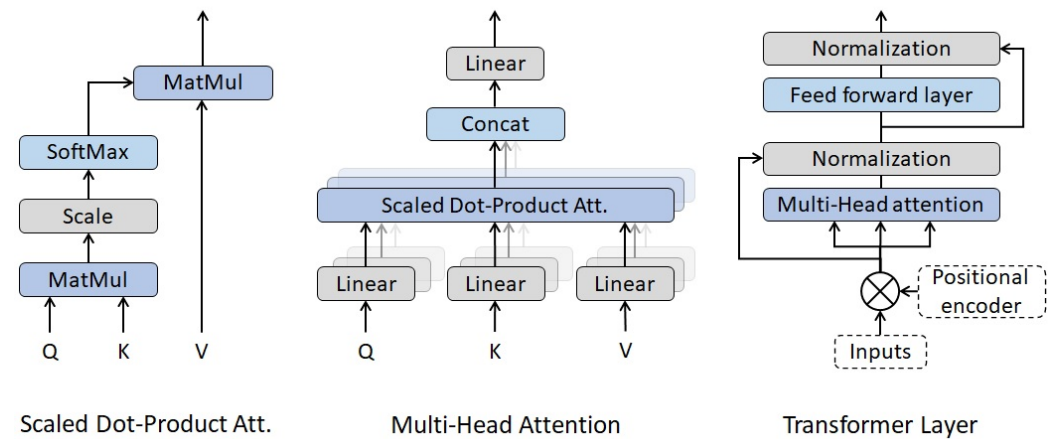 MatMul
SoftMax
Scale
MatMul
Q
K
V
Scaled Dot-Product Att.
Linear
Concat
Scaled Dot-Product Att.
Linear
Linear
Linear
Q
K
V
Multi-Head Attention
Normalization
Feed forward layer
Normalization
Multi-Head attention
Positional
encoder
Inputs
Transformer Layer